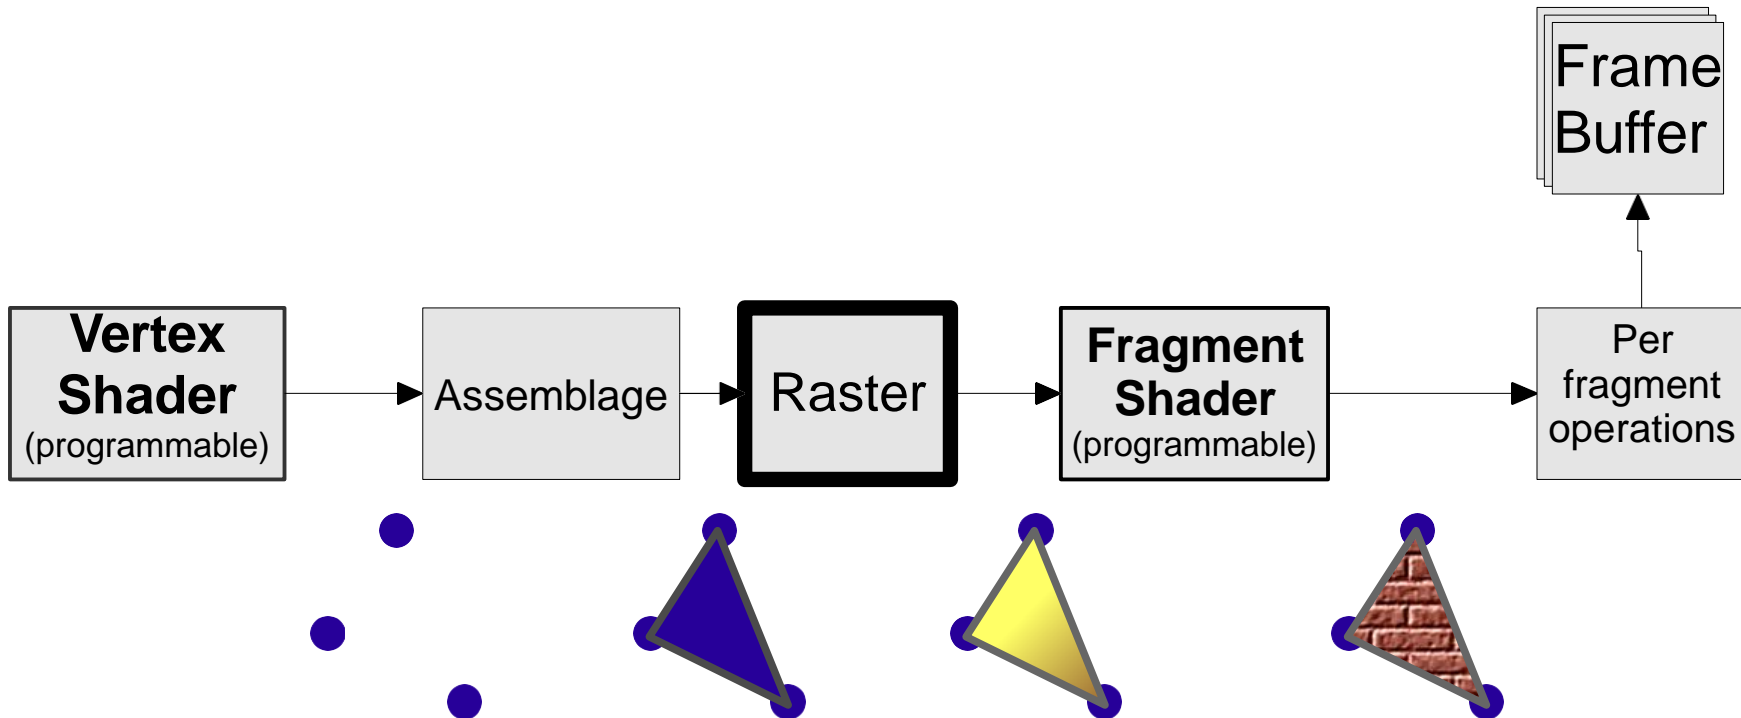 Frame
Buffer
Vertex
Shader
(programmable)
Assemblage
Raster
Fragment
Shader
(programmable)
Per
fragment
operations